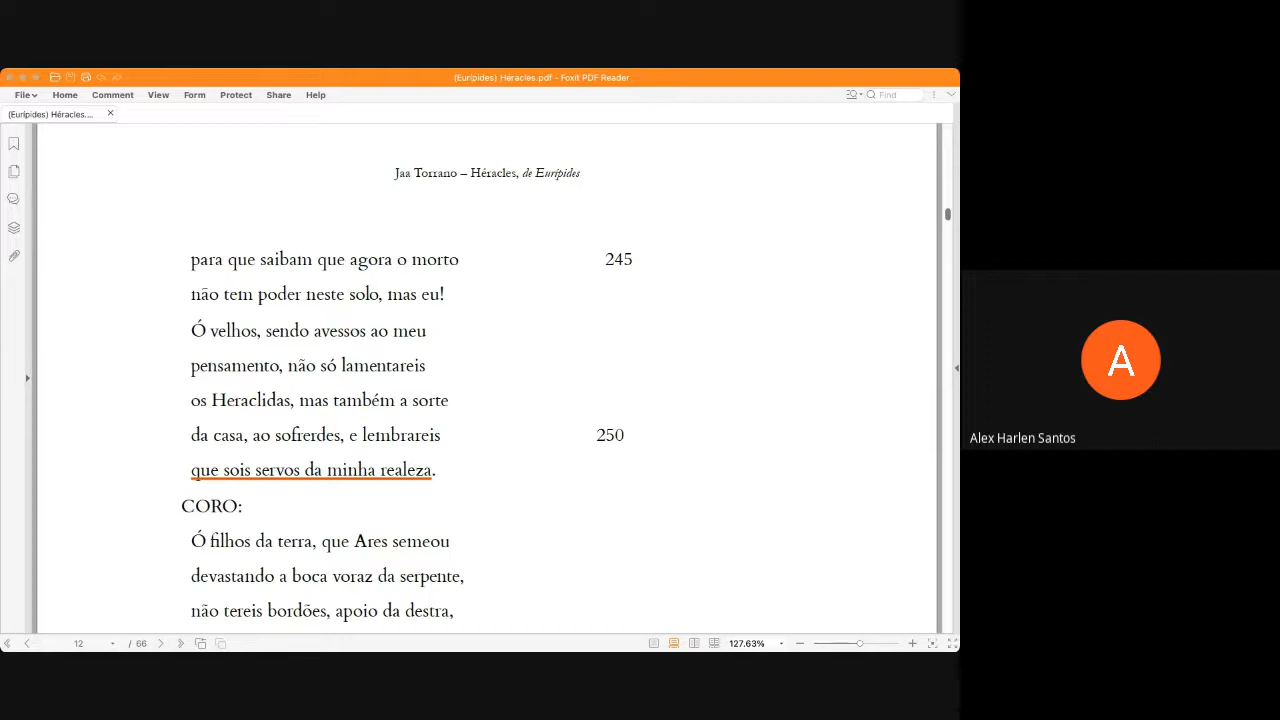 (Eurípides) Héracles.pdf - Foxit PDF Reader
File Home Comment View Form Protect Share Help
Find
(Eurípides) Héracles....
Jaa Torrano – Héracles, de Eurípides
para que saibam que agora o morto 245
não tem poder neste solo, mas eu!
Ó velhos, sendo avessos ao meu
pensamento, não só lamentareis
os Heraclidas, mas também a sorte
da casa, ao sofrerdes, e lembrareis 250
que sois servos da minha realeza.
CORO:
Ó filhos da terra, que Ares semeou
devastando a boca voraz da serpente,
não tereis bordões, apoio da destra,
12 / 66 127.63%
A
Alex Harlen Santos